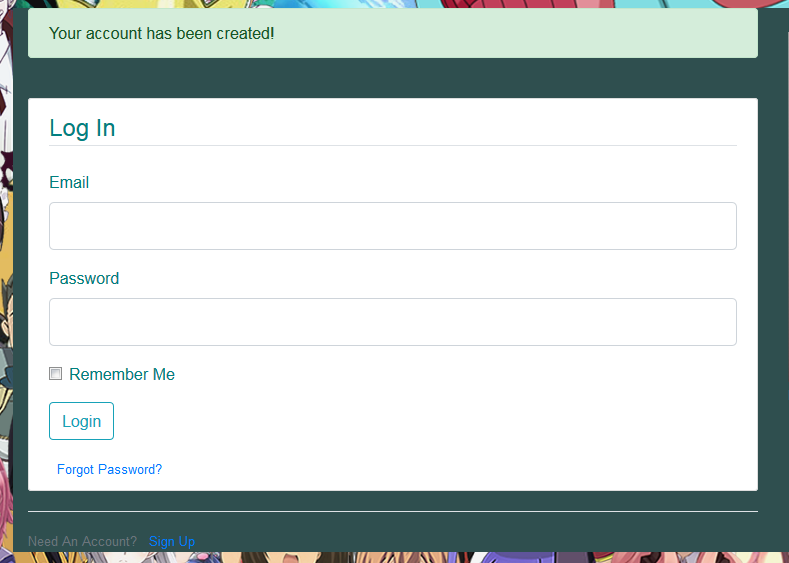 Your account has been created!
Log In
Email
Password
Remember Me
Login
Forgot Password?
Need An Account? Sign Up